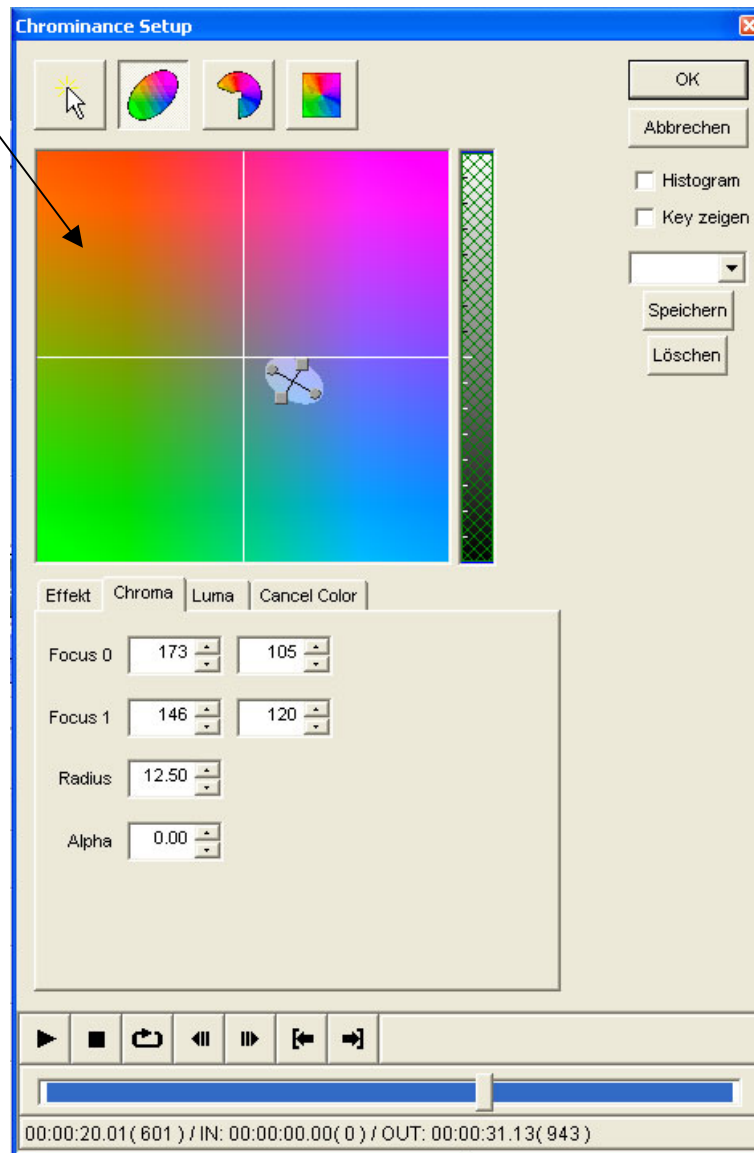 Chrominance Setup
OK
Abbrechen
Histogram
Key zeigen
Speichern
Löschen
Effekt Chroma Luma Cancel Color
Focus 0 173 105
Focus 1 146 120
Radius 12.50
Alpha 0.00
00:00:20.01( 601 ) / IN: 00:00:00.00( 0 ) / OUT: 00:00:31.13( 943 )